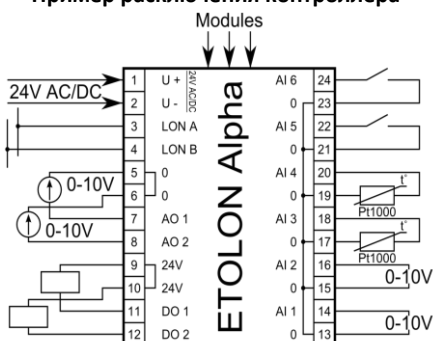 Пример расключения контроллера
Modules
24V AC/DC
1 U + 24V AC/DC AI 6 24
2 U - 0 23
3 LON A AI 5 22
4 LON B 0 21
5 0 AI 4 20
6 0 0 19
7 AO 1 AI 3 18
8 AO 2 0 17
9 24V AI 2 16
10 24V 0 15
11 DO 1 AI 1 14
12 DO 2 0 13
ETOLON Alpha
0-10V
0-10V
t°
Pt1000
t°
Pt1000
0-10V
0-10V